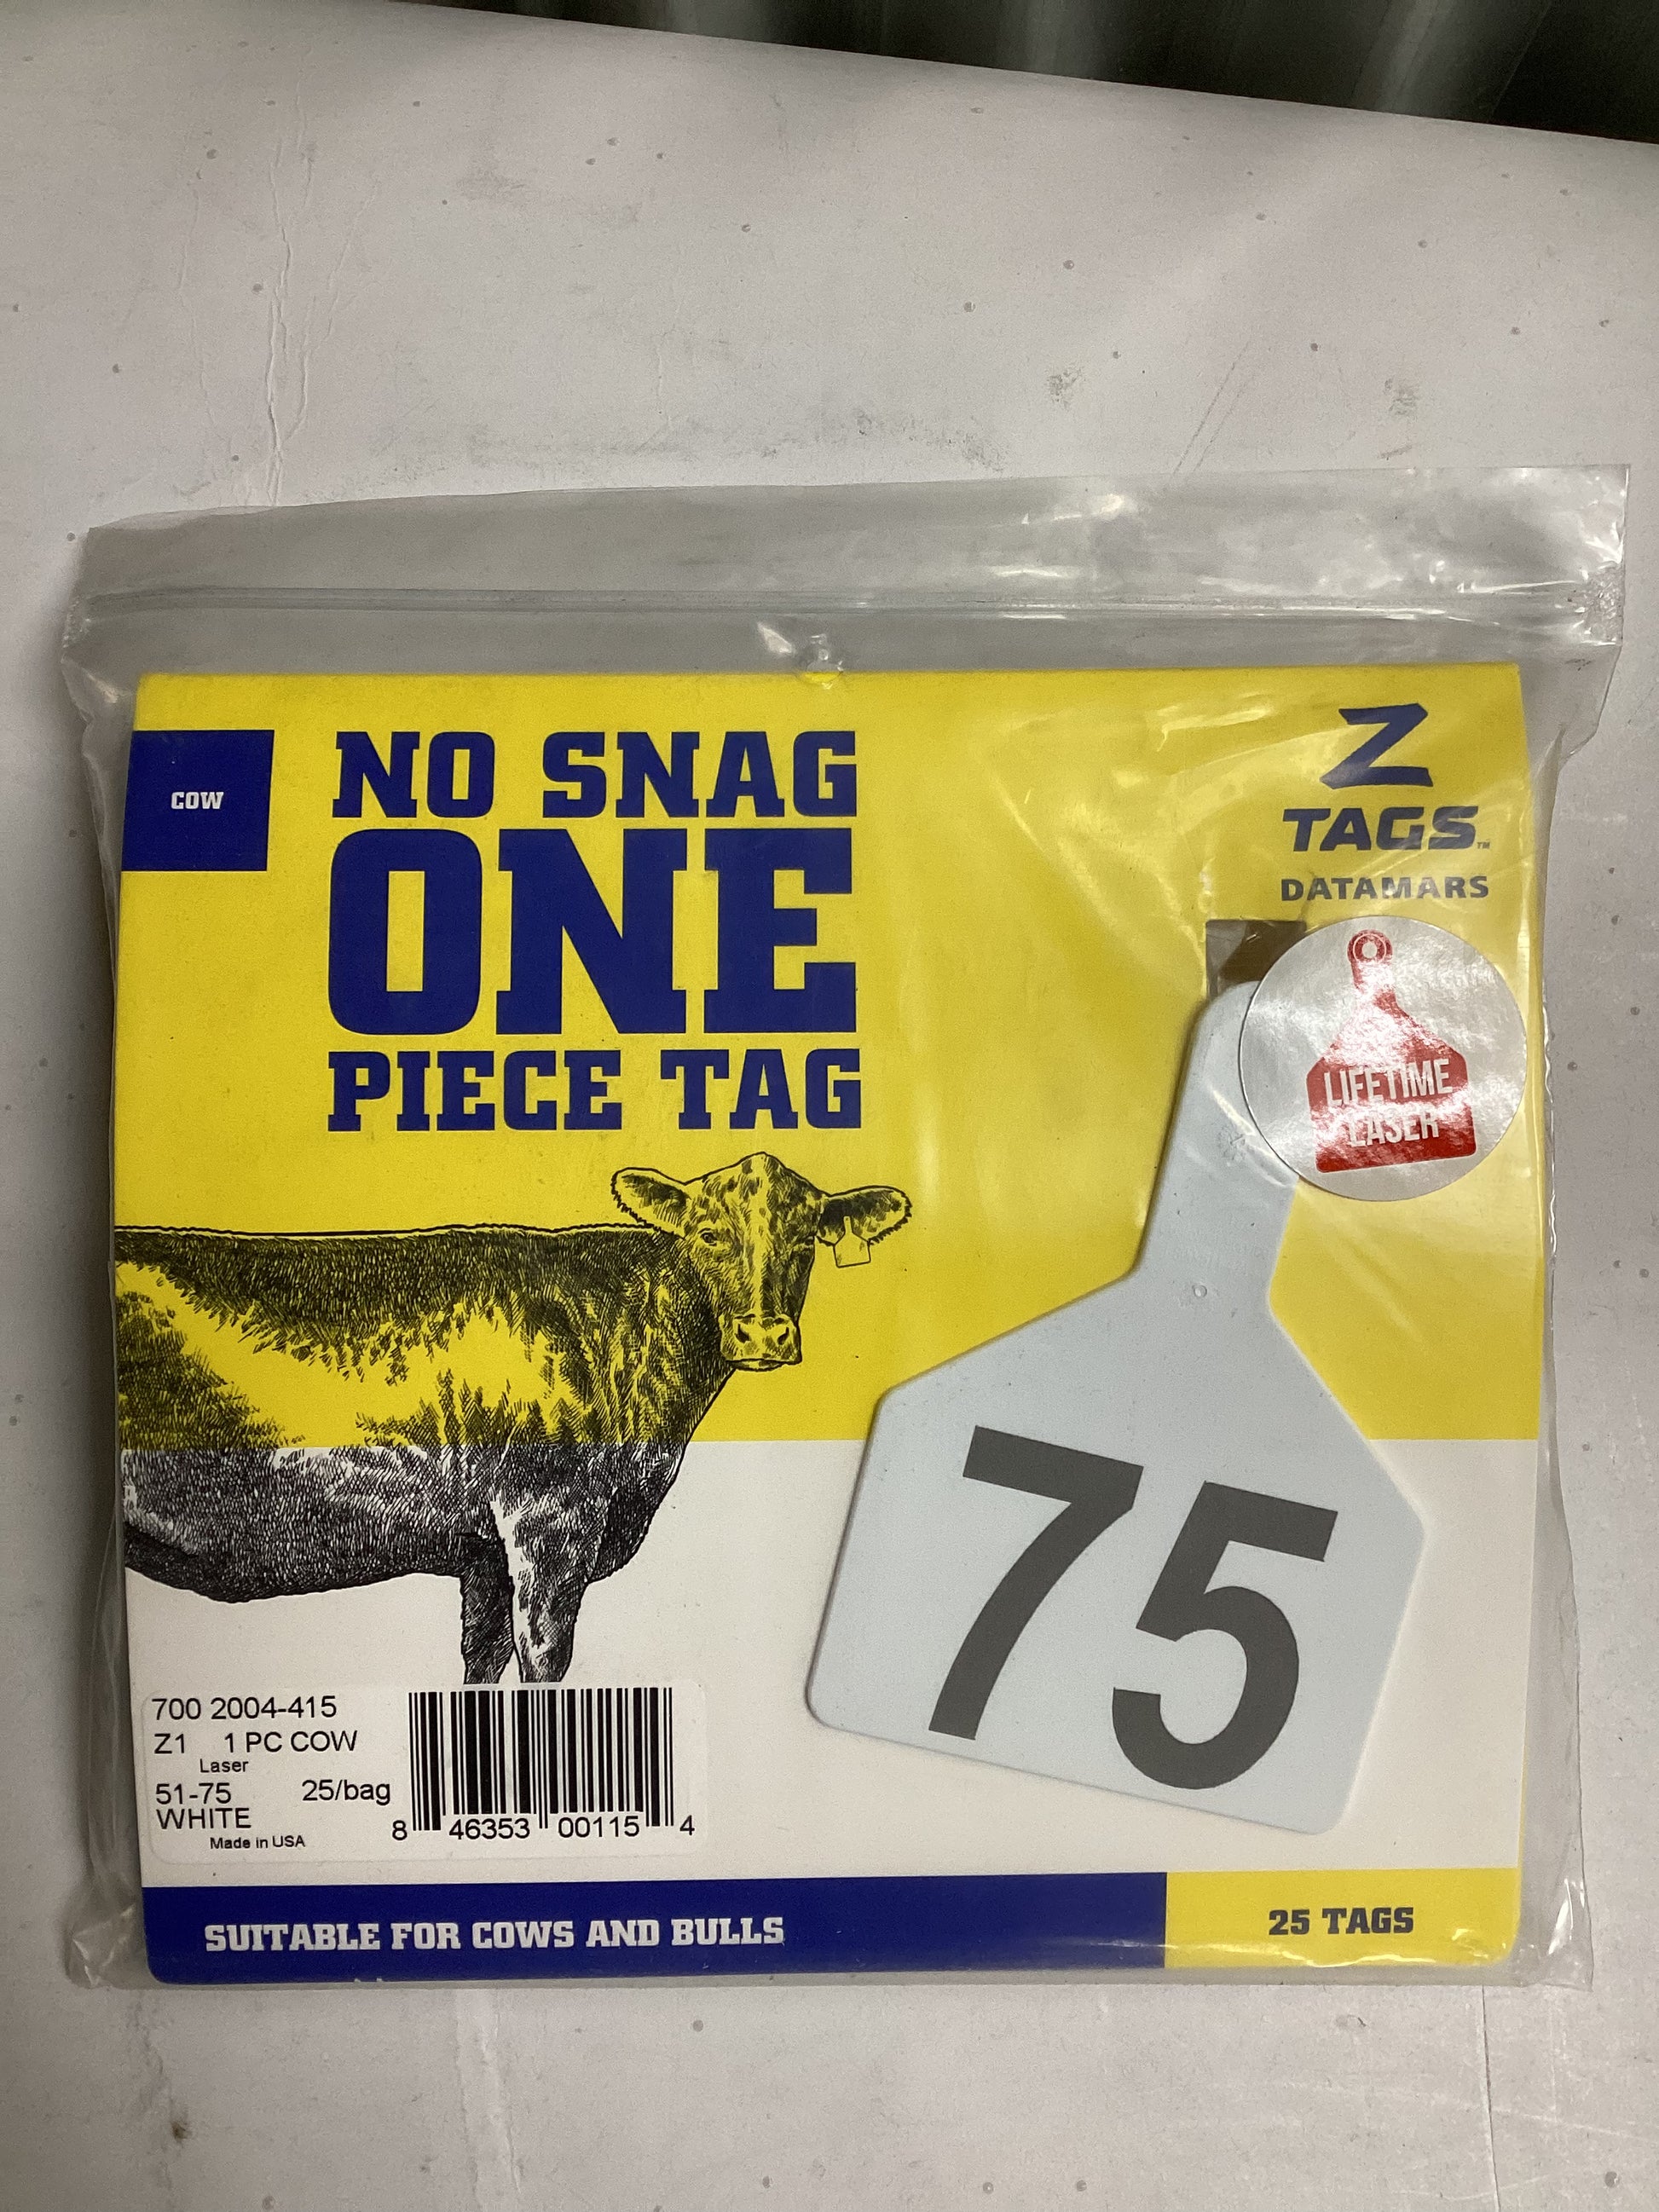 COW
NO SNAG
ONE
PIECE TAG
Z
TAGS™
DATAMARS
LIFETIME
LASER
75
700 2004-415
Z1 1 PC COW
Laser
51-75 25/bag
WHITE
Made in USA
8 46353 00115 4
SUITABLE FOR COWS AND BULLS
25 TAGS